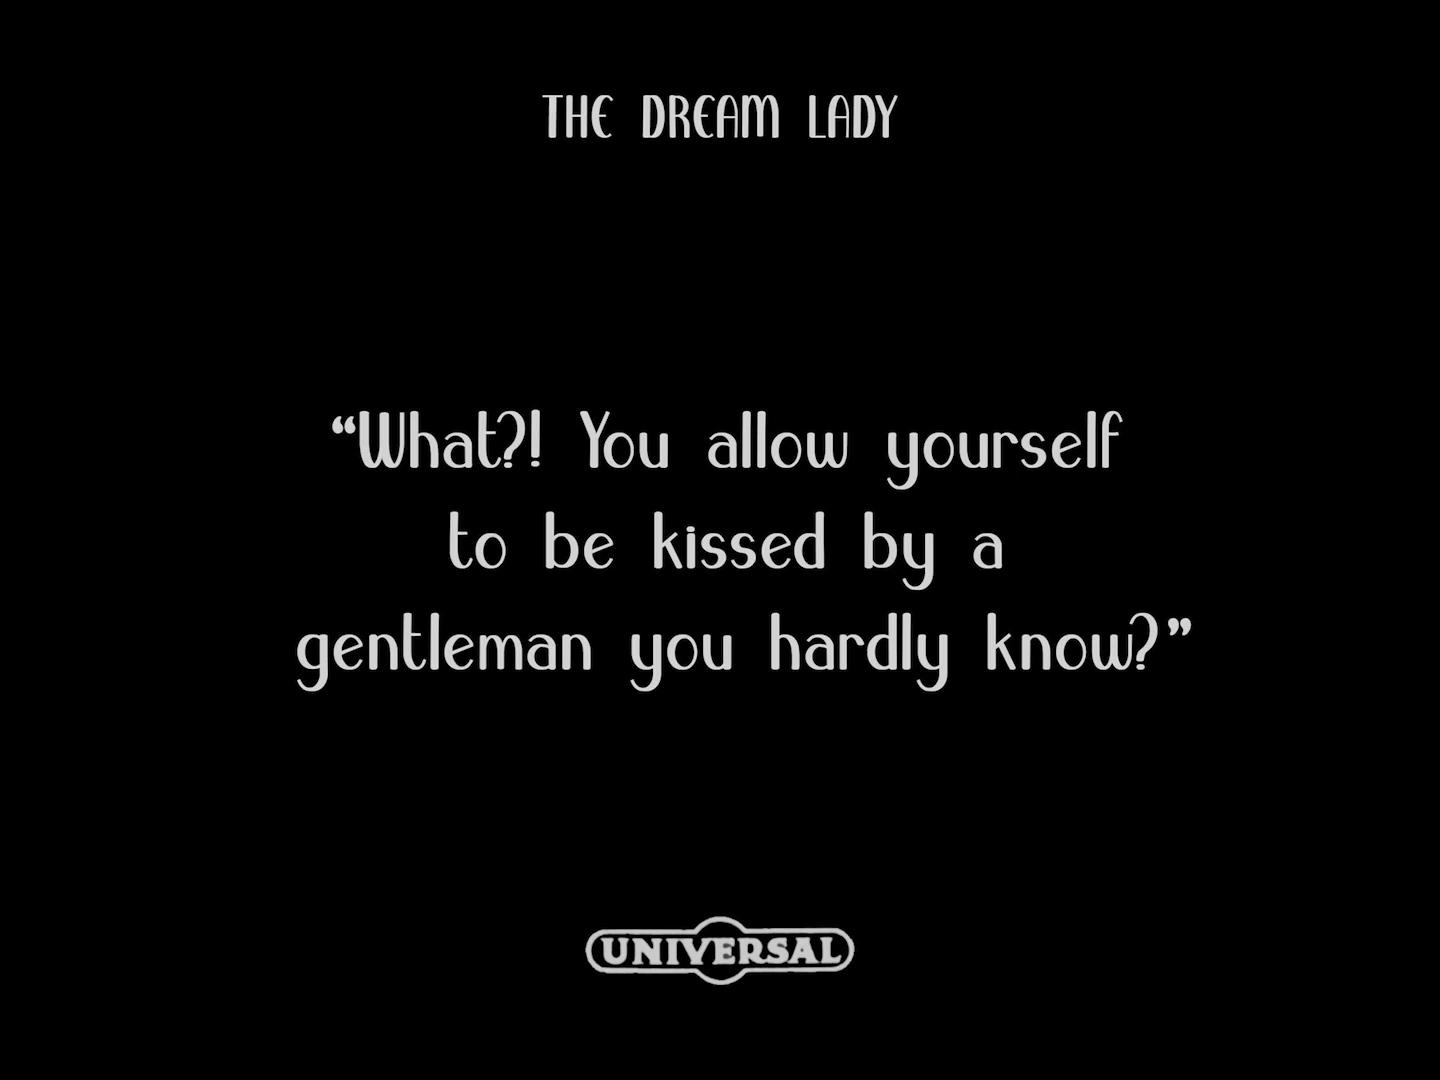 THE DREAM LADY
“What?! You allow yourself
to be kissed by a
gentleman you hardly know?”
UNIVERSAL